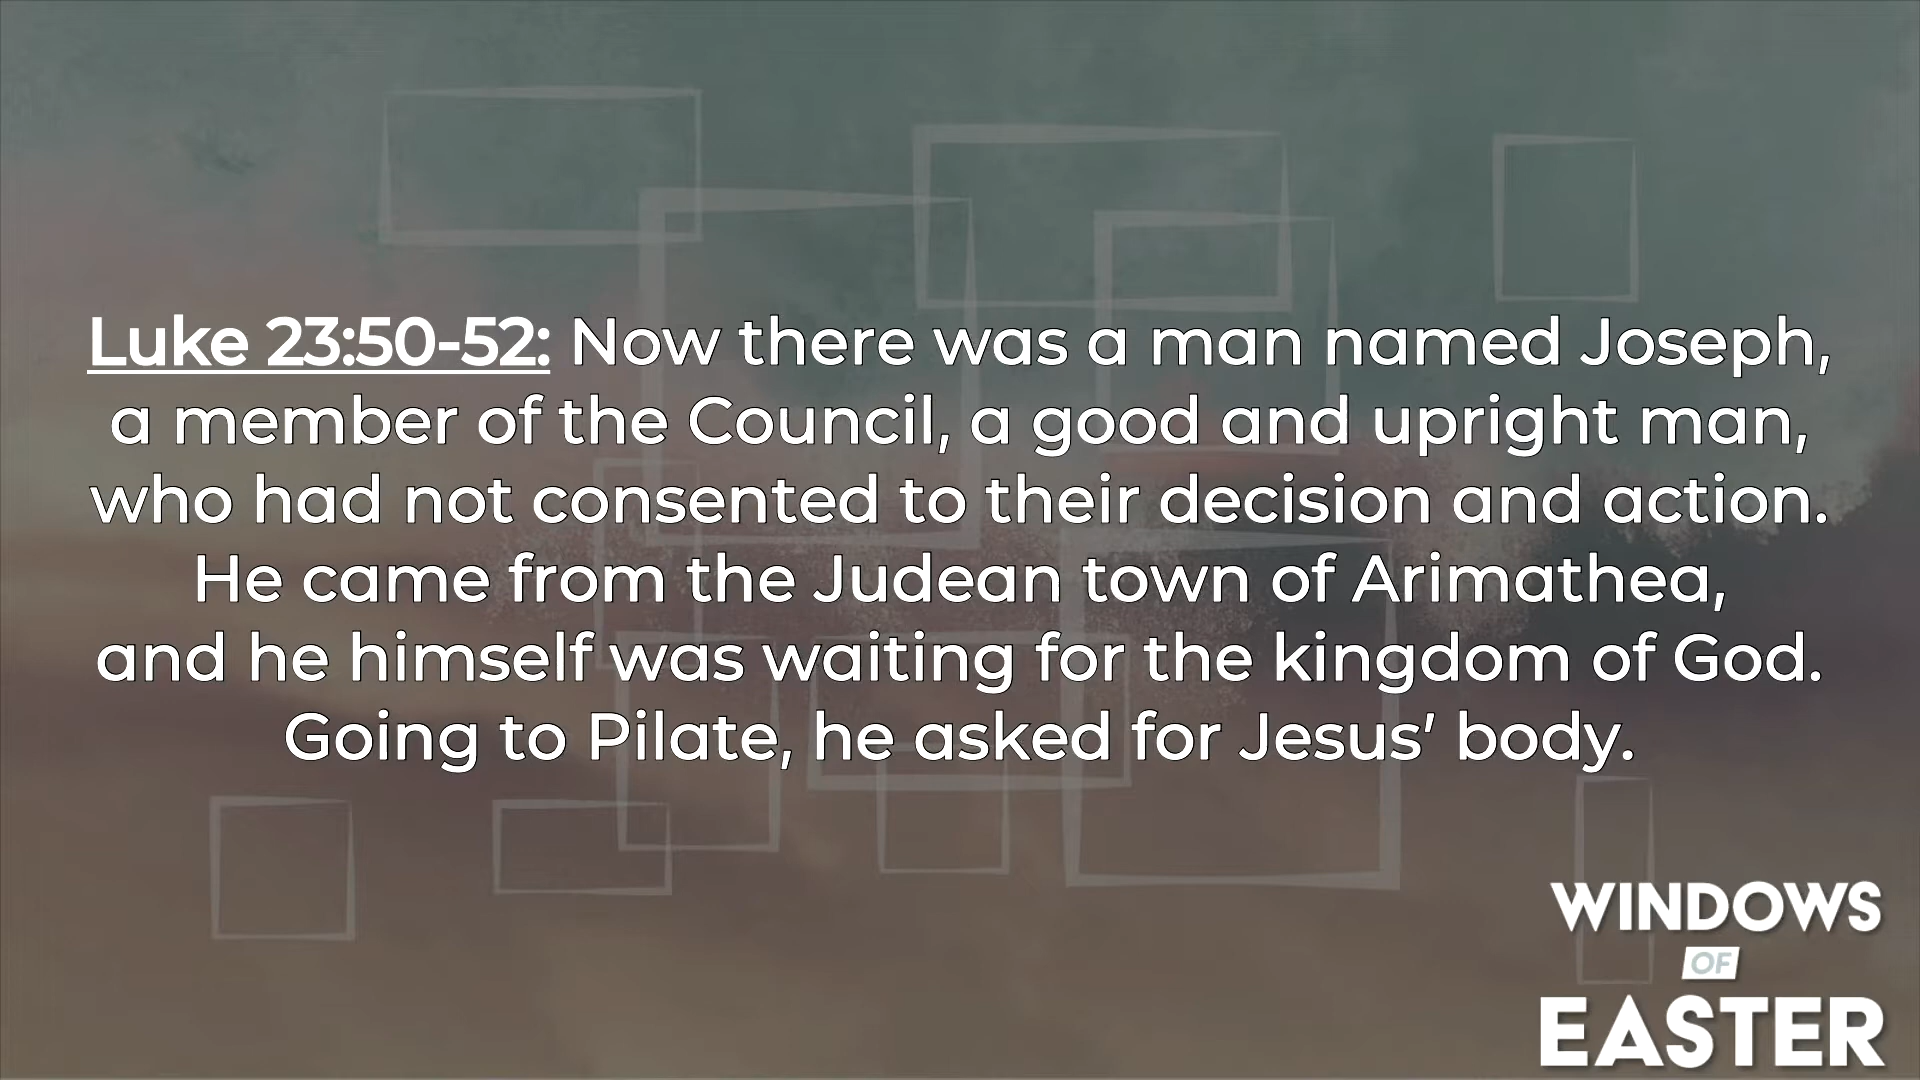 Luke 23:50-52: Now there was a man named Joseph,
a member of the Council, a good and upright man,
who had not consented to their decision and action.
He came from the Judean town of Arimathea,
and he himself was waiting for the kingdom of God.
Going to Pilate, he asked for Jesus’ body.
WINDOWS
OF
EASTER